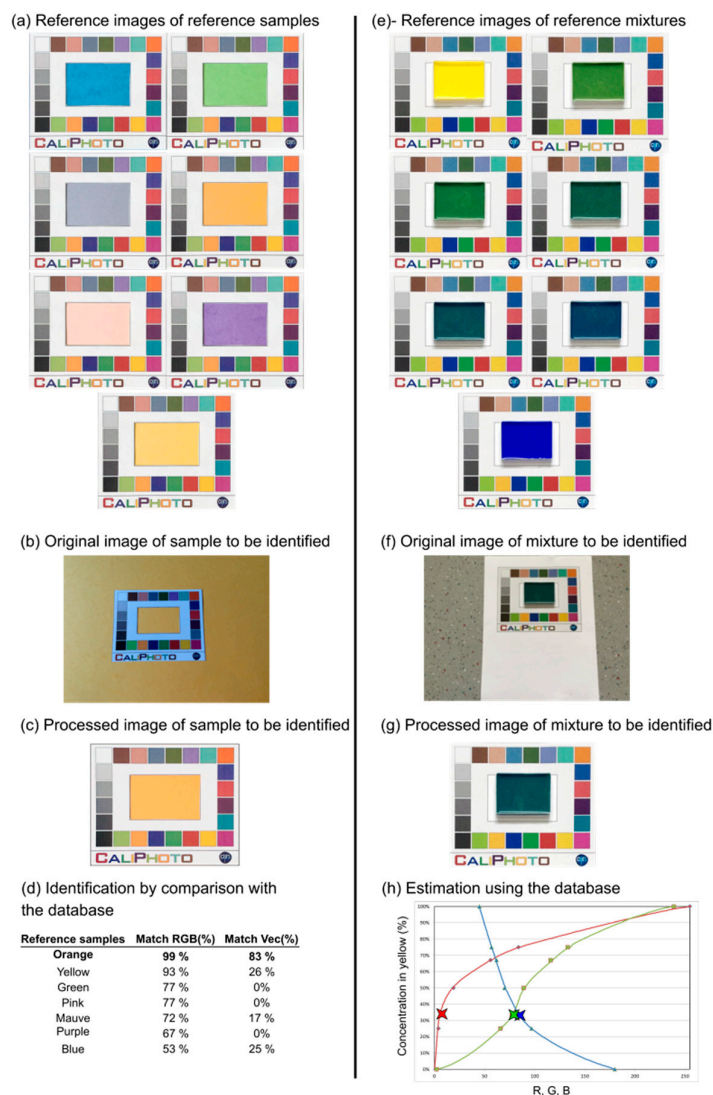 (a) Reference images of reference samples
CALIPHOTO
CALIPHOTO
CALIPHOTO
CALIPHOTO
CALIPHOTO
CALIPHOTO
CALIPHOTO
(b) Original image of sample to be identified
CALIPHOTO
(c) Processed image of sample to be identified
CALIPHOTO
(d) Identification by comparison with
the database
Reference samples Match RGB(%) Match Vec(%)
Orange 99 % 83 %
Yellow 93 % 26 %
Green 77 % 0%
Pink 77 % 0%
Mauve 72 % 17 %
Purple 67 % 0%
Blue 53 % 25 %
(e)- Reference images of reference mixtures
CALIPHOTO
CALIPHOTO
CALIPHOTO
CALIPHOTO
CALIPHOTO
CALIPHOTO
CALIPHOTO
(f) Original image of mixture to be identified
CALIPHOTO
(g) Processed image of mixture to be identified
CALIPHOTO
(h) Estimation using the database
Concentration in yellow (%)
100%
90%
80%
70%
60%
50%
40%
30%
20%
10%
0%
0 50 100 150 200 250
R, G, B